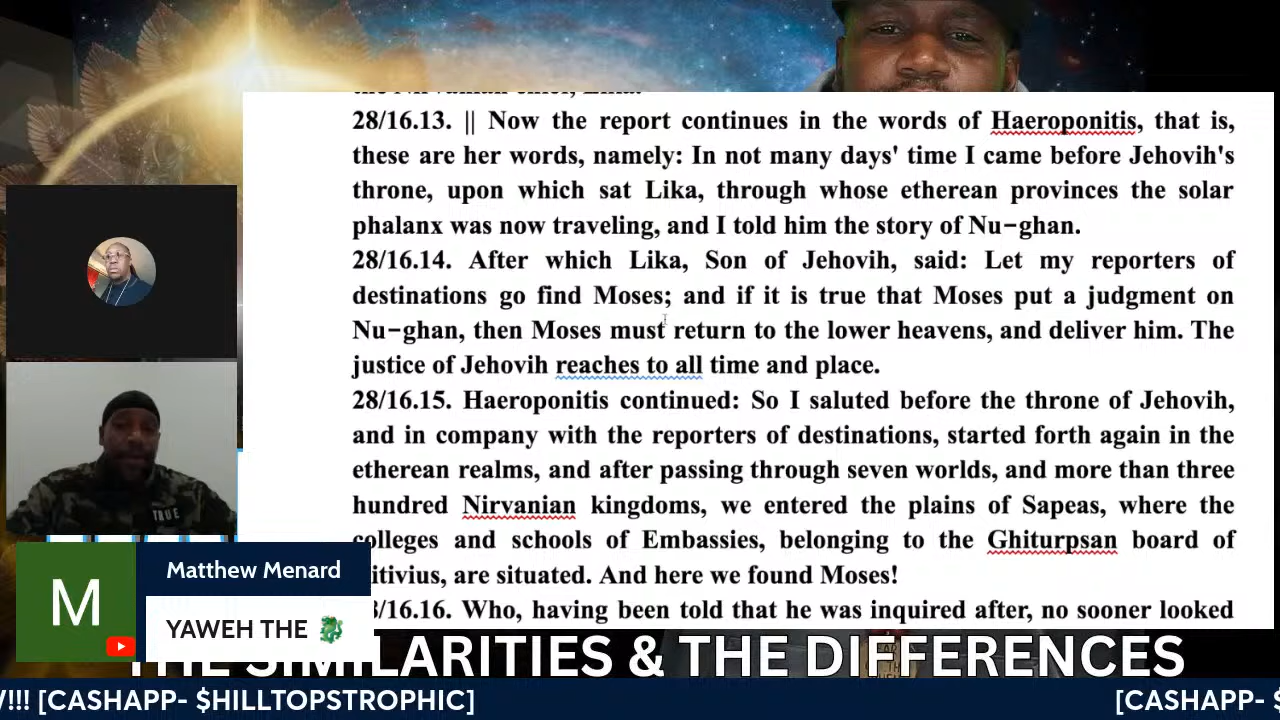 28/16.13. || Now the report continues in the words of Haeroponitis, that is,
these are her words, namely: In not many days' time I came before Jehovih's
throne, upon which sat Lika, through whose etherean provinces the solar
phalanx was now traveling, and I told him the story of Nu-ghan.
28/16.14. After which Lika, Son of Jehovih, said: Let my reporters of
destinations go find Moses; and if it is true that Moses put a judgment on
Nu-ghan, then Moses must return to the lower heavens, and deliver him. The
justice of Jehovih reaches to all time and place.
28/16.15. Haeroponitis continued: So I saluted before the throne of Jehovih,
and in company with the reporters of destinations, started forth again in the
etherean realms, and after passing through seven worlds, and more than three
hundred Nirvanian kingdoms, we entered the plains of Sapeas, where the
colleges and schools of Embassies, belonging to the Ghiturpsan board of
itivius, are situated. And here we found Moses!
8/16.16. Who, having been told that he was inquired after, no sooner looked
TRUE
M
Matthew Menard
YAWEH THE 🐉
THE SIMILARITIES & THE DIFFERENCES
!!! [CASHAPP- $HILLTOPSTROPHIC]
[CASHAPP- $